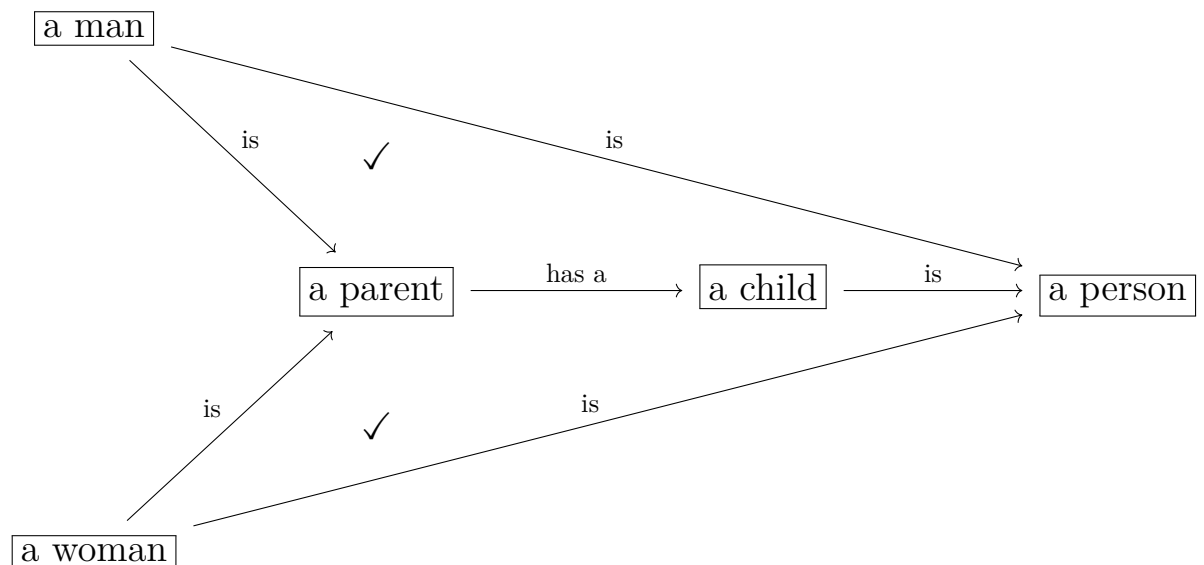 a man
is
is
✓
a parent
has a
a child
is
a person
is
is
✓
a woman